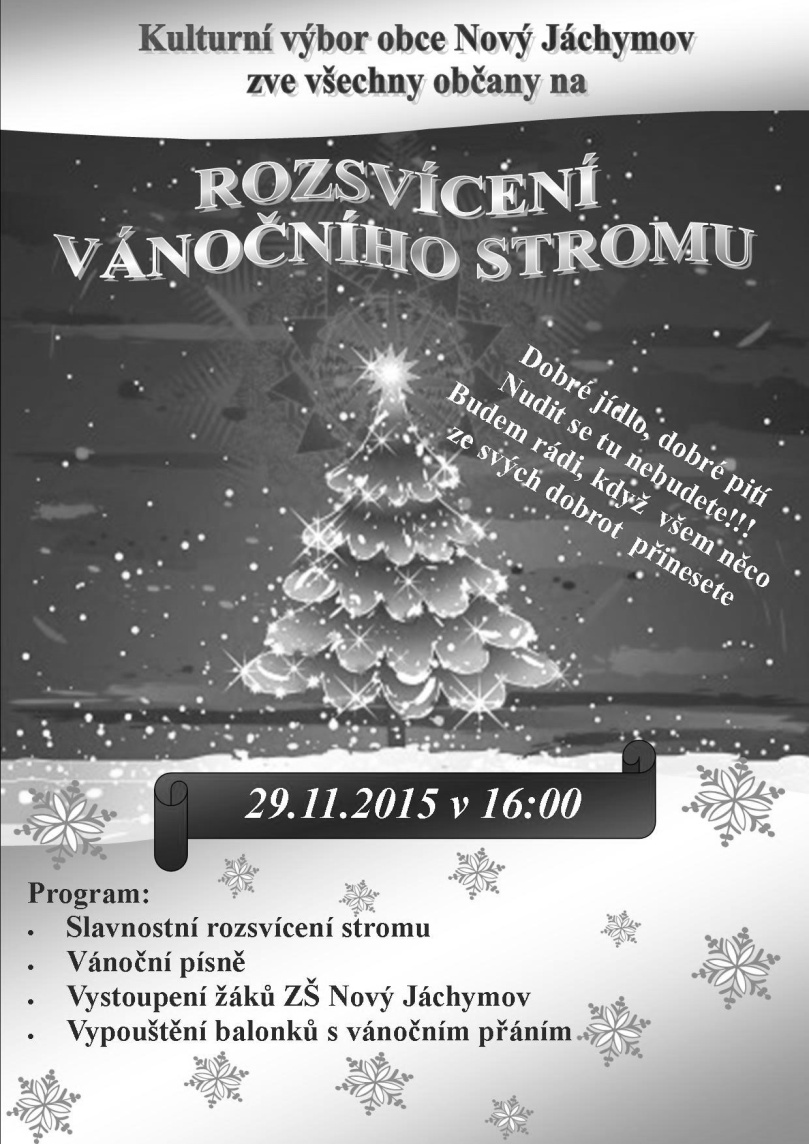 Kulturní výbor obce Nový Jáchymov
zve všechny občany na
ROZSVÍCENÍ
VÁNOČNÍHO STROMU
Dobré jídlo, dobré pití
Nudit se tu nebudete!!!
Budem rádi, když všem něco
ze svých dobrot přinesete
29.11.2015 v 16:00
Program:
• Slavnostní rozsvícení stromu
• Vánoční písně
• Vystoupení žáků ZŠ Nový Jáchymov
• Vypouštění balonků s vánočním přáním